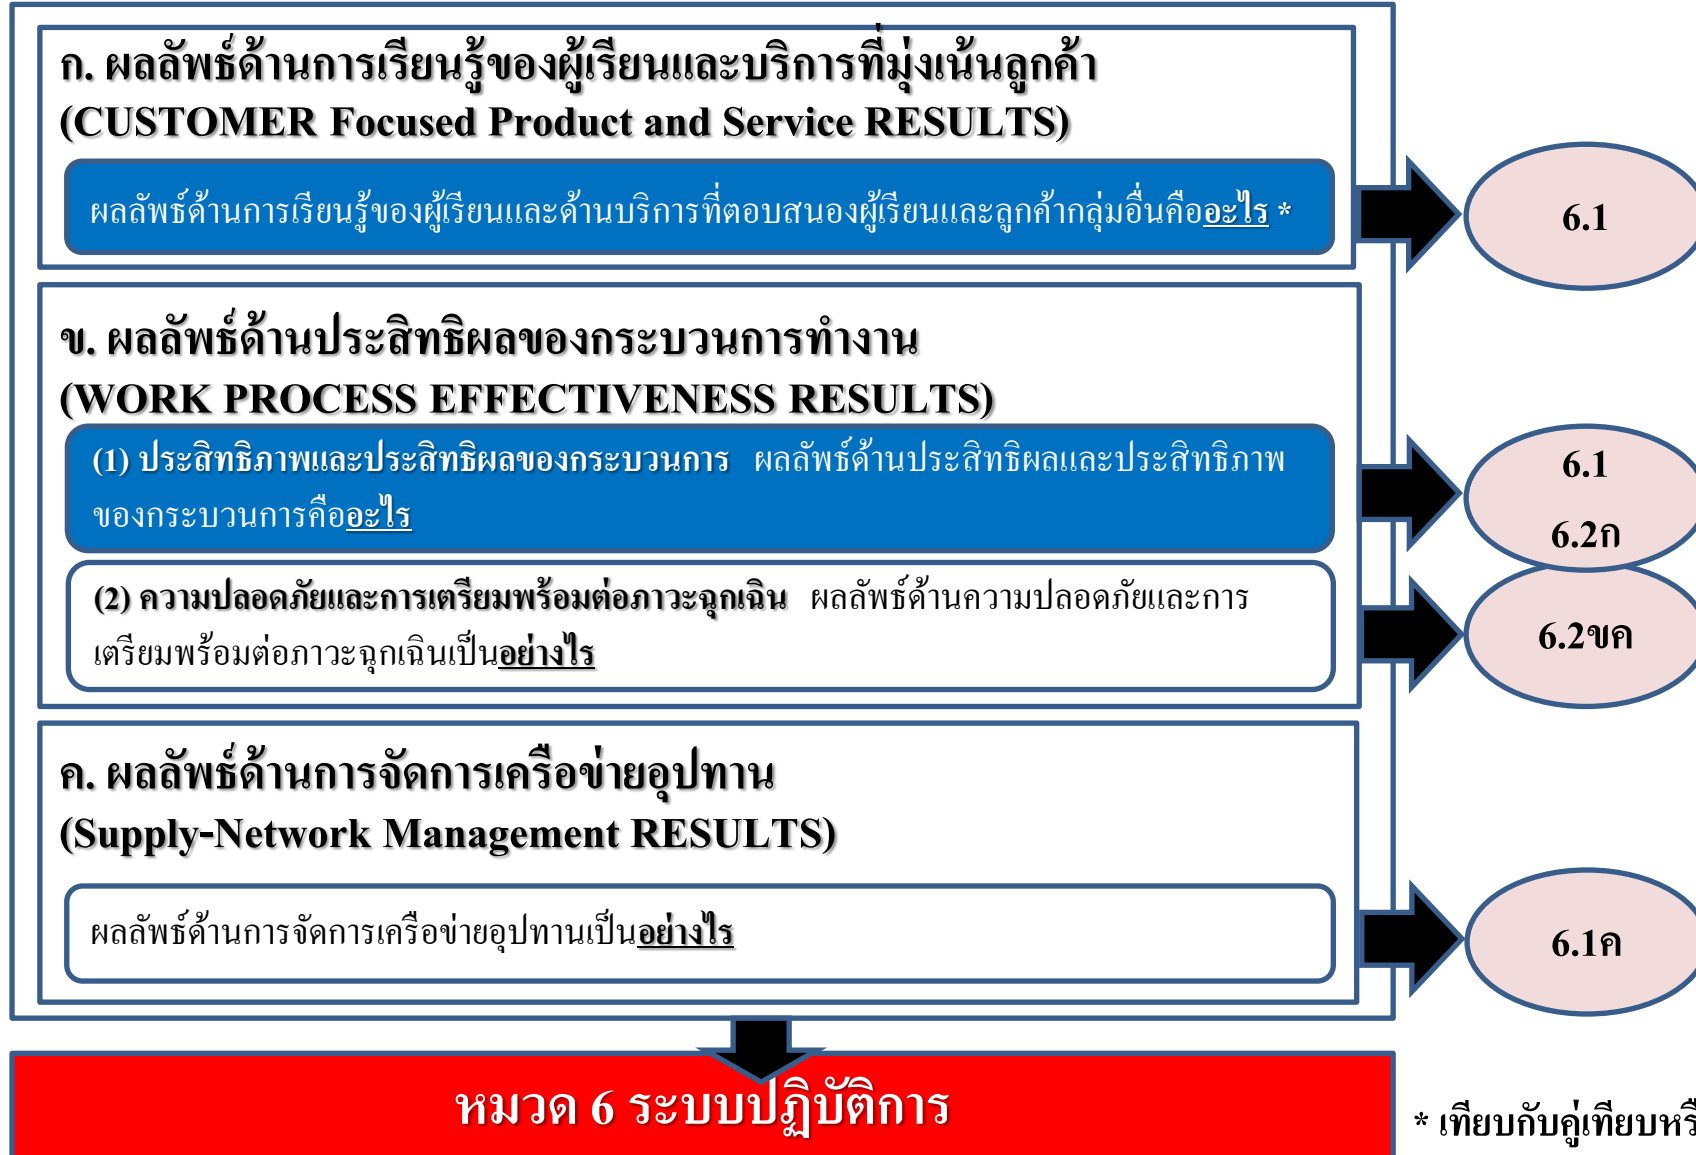 ก. ผลลัพธ์ด้านการเรียนรู้ของผู้เรียนและบริการที่มุ่งเน้นลูกค้า
(CUSTOMER Focused Product and Service RESULTS)
ผลลัพธ์ด้านการเรียนรู้ของผู้เรียนและด้านบริการที่ตอบสนองผู้เรียนและลูกค้ากลุ่มอื่นคืออะไร *
6.1
ข. ผลลัพธ์ด้านประสิทธิผลของกระบวนการทำงาน
(WORK PROCESS EFFECTIVENESS RESULTS)
(1) ประสิทธิภาพและประสิทธิผลของกระบวนการ ผลลัพธ์ด้านประสิทธิผลและประสิทธิภาพ
ของกระบวนการคืออะไร
6.1
6.2ก
(2) ความปลอดภัยและการเตรียมพร้อมต่อภาวะฉุกเฉิน ผลลัพธ์ด้านความปลอดภัยและการ
เตรียมพร้อมต่อภาวะฉุกเฉินเป็นอย่างไร
6.2ขค
ค. ผลลัพธ์ด้านการจัดการเครือข่ายอุปทาน
(Supply-Network Management RESULTS)
ผลลัพธ์ด้านการจัดการเครือข่ายอุปทานเป็นอย่างไร
6.1ค
หมวด 6 ระบบปฏิบัติการ
* เทียบกับคู่เทียบ